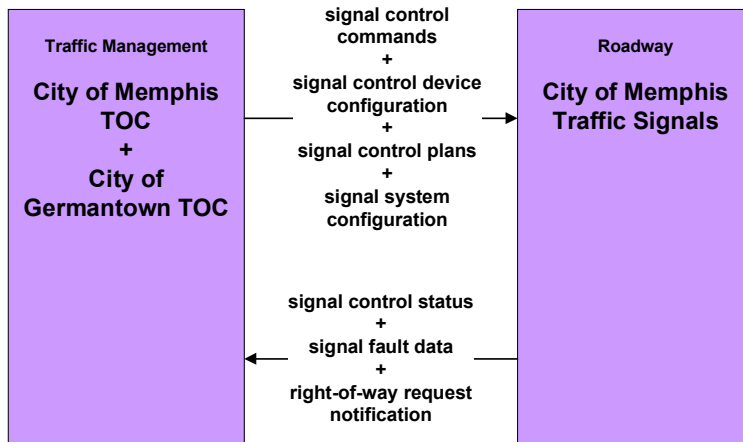 Traffic Management
City of Memphis
TOC
+
City of
Germantown TOC
signal control
commands
+
signal control device
configuration
+
signal control plans
+
signal system
configuration
signal control status
+
signal fault data
+
right-of-way request
notification
Roadway
City of Memphis
Traffic Signals